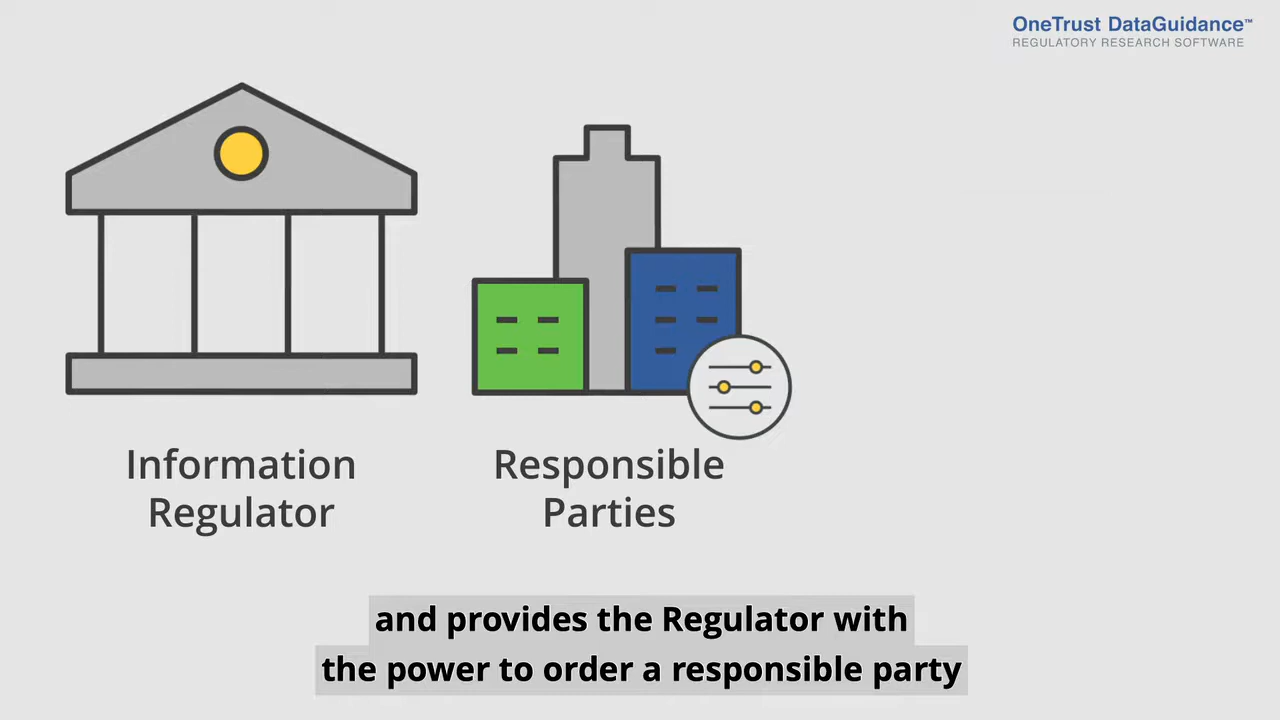 OneTrust DataGuidance™
REGULATORY RESEARCH SOFTWARE
Information
Regulator
Responsible
Parties
and provides the Regulator with
the power to order a responsible party